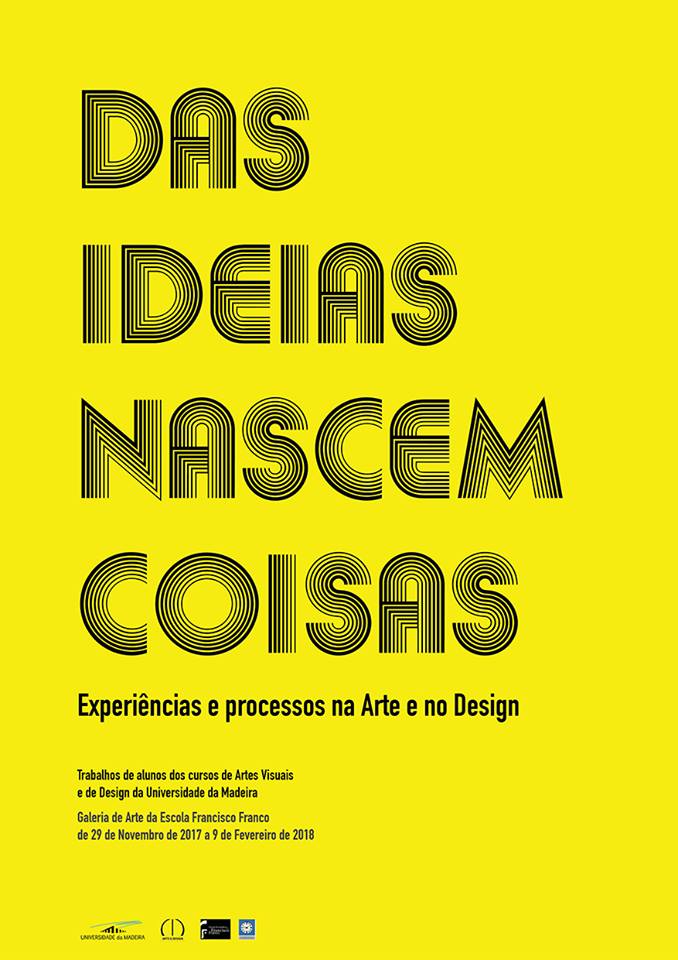 DAS
IDEIAS
NASCEM
COISAS
Experiências e processos na Arte e no Design
Trabalhos de alunos dos cursos de Artes Visuais
e de Design da Universidade da Madeira
Galeria de Arte da Escola Francisco Franco
de 29 de Novembro de 2017 a 9 de Fevereiro de 2018
UNIVERSIDADE da MADEIRA